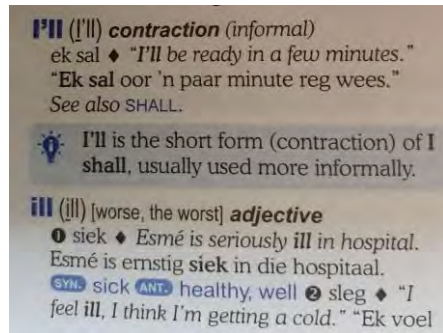 I'll (I'll) contraction (informal)
ek sal ♦ "I'll be ready in a few minutes."
"Ek sal oor 'n paar minute reg wees."
See also SHALL.
I'll is the short form (contraction) of I
shall, usually used more informally.
ill (ill) [worse, the worst] adjective
❶ siek ♦ Esmé is seriously ill in hospital.
Esmé is ernstig siek in die hospitaal.
SYN. sick ANT. healthy, well ❷ sleg ♦ "I
feel ill, I think I'm getting a cold." "Ek voel